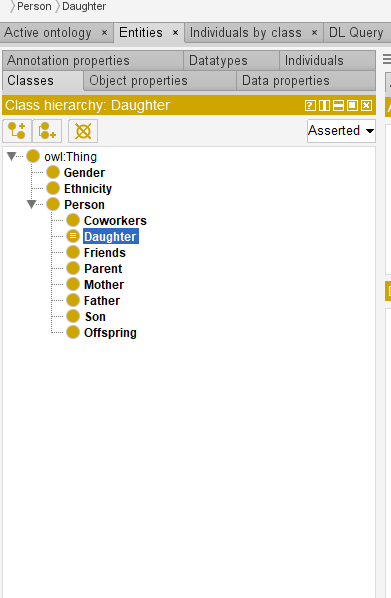 Person Daughter
Active ontology × Entities × Individuals by class × DL Query
Annotation properties Datatypes Individuals
Classes Object properties Data properties
Class hierarchy: Daughter
Asserted
owl:Thing
Gender
Ethnicity
Person
Coworkers
Daughter
Friends
Parent
Mother
Father
Son
Offspring